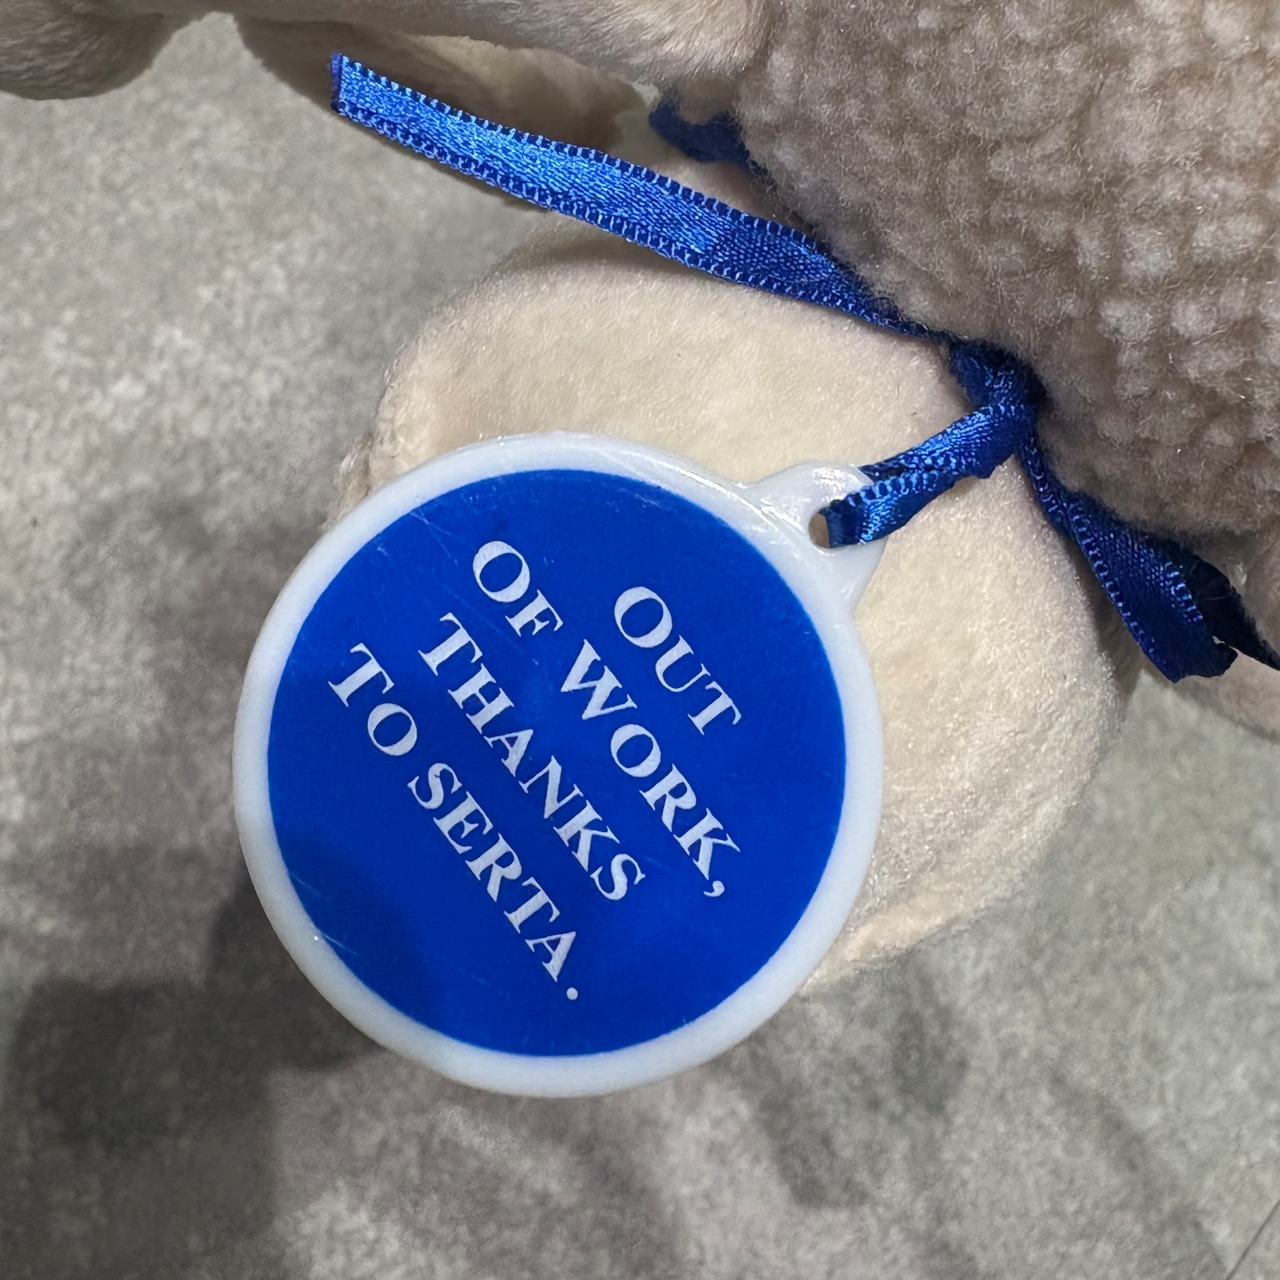 OUT
OF WORK,
THANKS
TO SERTA.